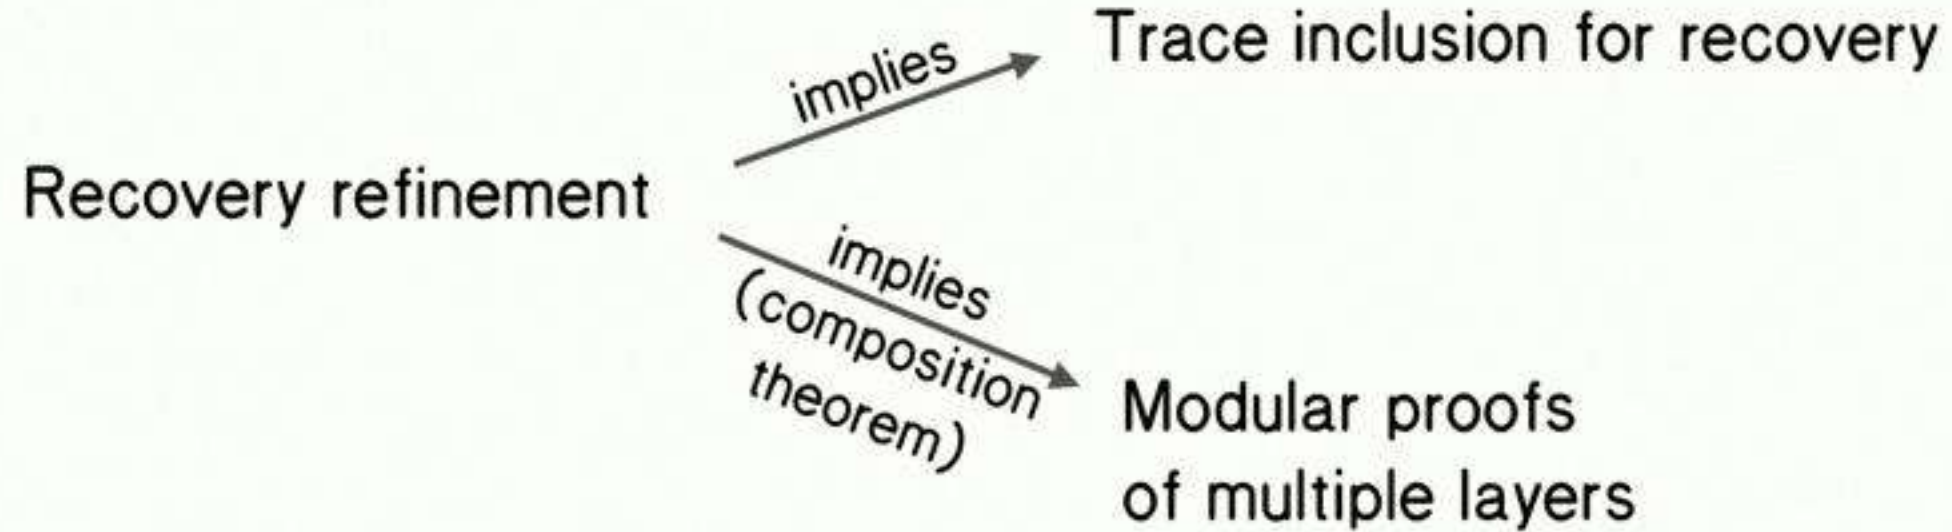 implies
Trace inclusion for recovery
Recovery refinement
implies
(composition
theorem)
Modular proofs
of multiple layers